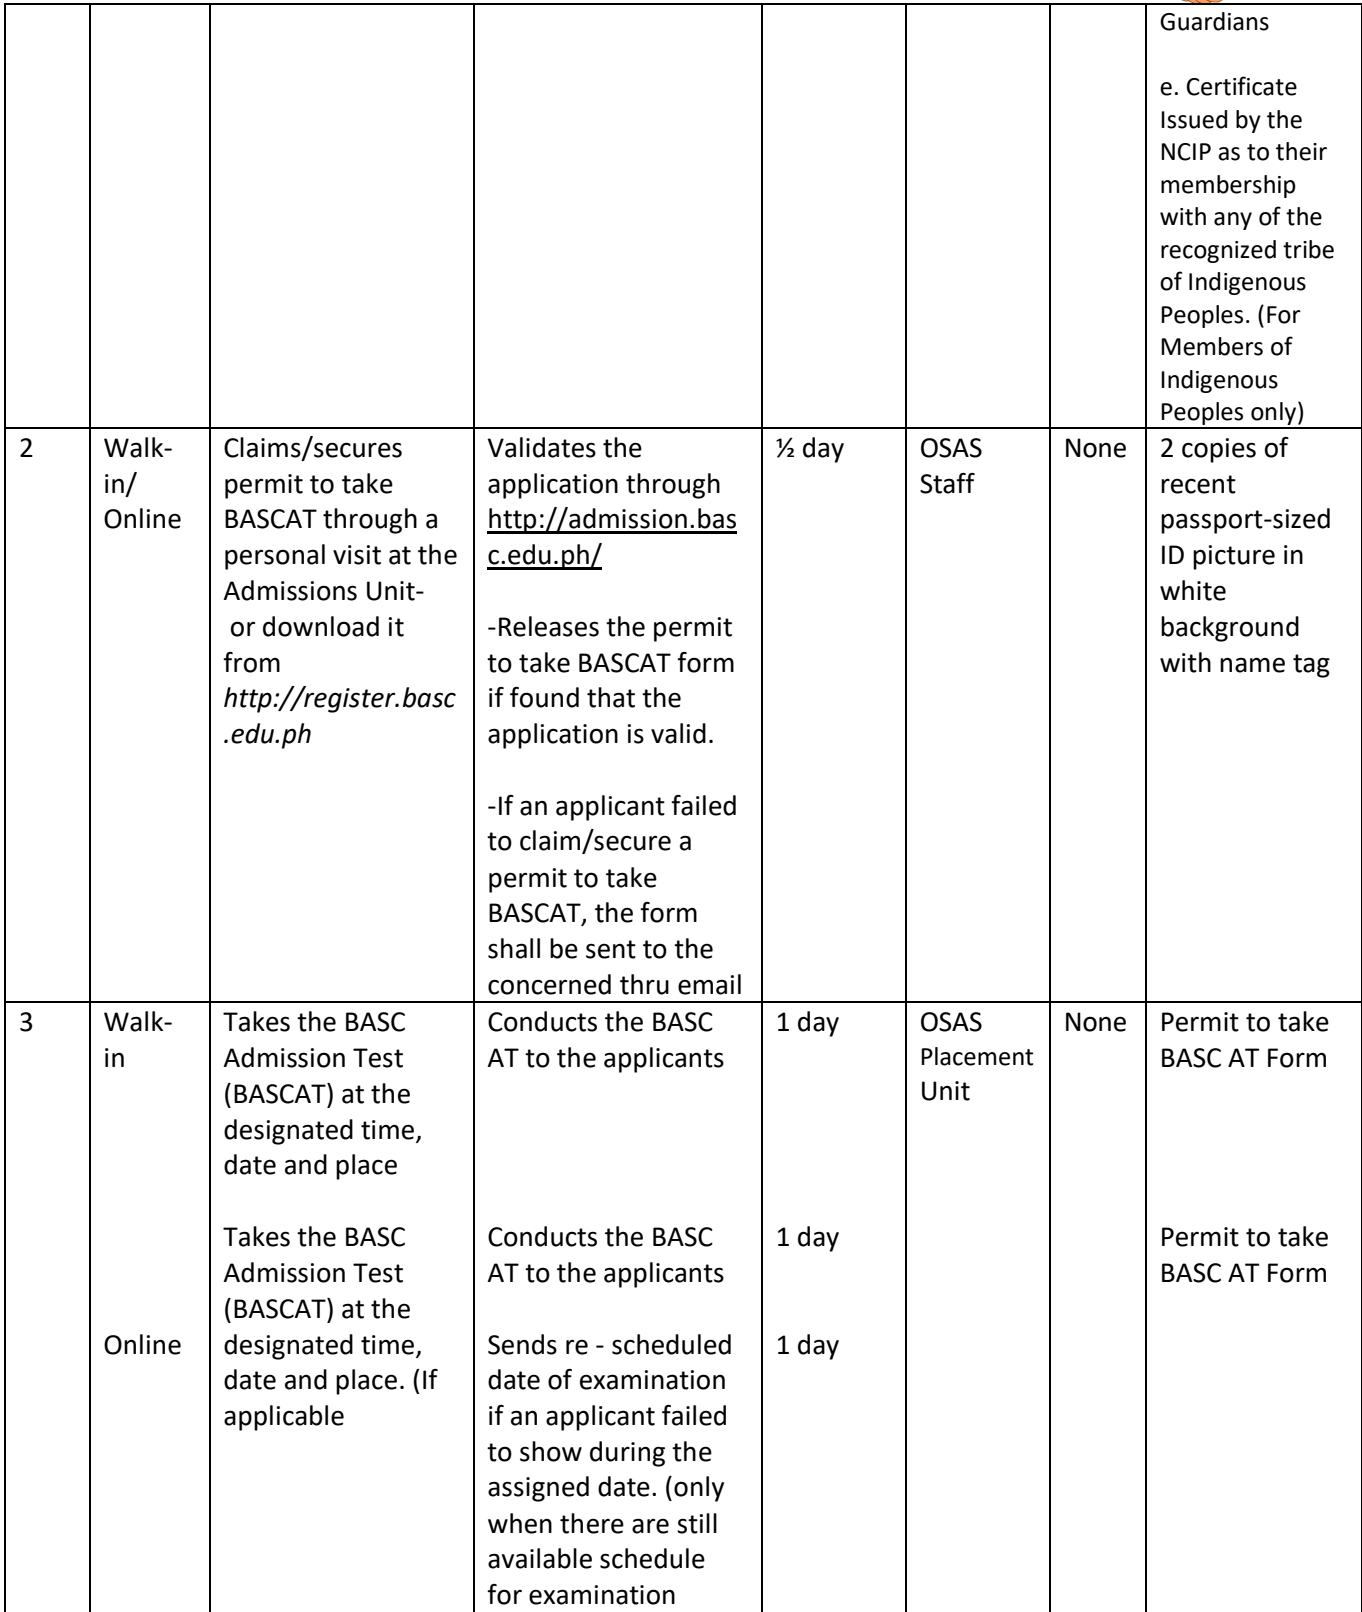 Guardians
e. Certificate
Issued by the
NCIP as to their
membership
with any of the
recognized tribe
of Indigenous
Peoples. (For
Members of
Indigenous
Peoples only)
2
Walk-
in/
Online
Claims/secures
permit to take
BASCAT through a
personal visit at the
Admissions Unit-
or download it
from
http://register.basc
.edu.ph
Validates the
application through
http://admission.bas
c.edu.ph/
-Releases the permit
to take BASCAT form
if found that the
application is valid.
-If an applicant failed
to claim/secure a
permit to take
BASCAT, the form
shall be sent to the
concerned thru email
½ day
OSAS
Staff
None
2 copies of
recent
passport-sized
ID picture in
white
background
with name tag
3
Walk-
in
Online
Takes the BASC
Admission Test
(BASCAT) at the
designated time,
date and place
Takes the BASC
Admission Test
(BASCAT) at the
designated time,
date and place. (If
applicable
Conducts the BASC
AT to the applicants
Conducts the BASC
AT to the applicants
Sends re - scheduled
date of examination
if an applicant failed
to show during the
assigned date. (only
when there are still
available schedule
for examination
1 day
1 day
1 day
OSAS
Placement
Unit
None
Permit to take
BASC AT Form
Permit to take
BASC AT Form